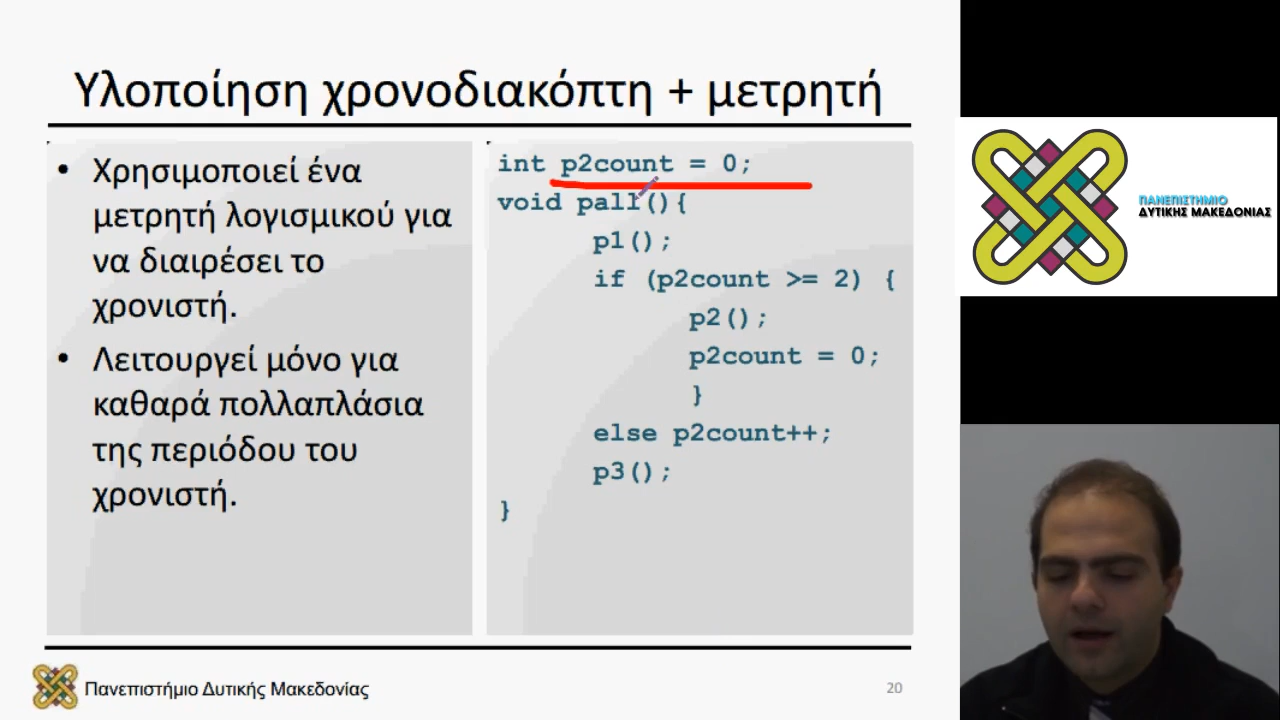 Υλοποίηση χρονοδιακόπτη + μετρητή
• Χρησιμοποιεί ένα
μετρητή λογισμικού για
να διαιρέσει το
χρονιστή.
• Λειτουργεί μόνο για
καθαρά πολλαπλάσια
της περιόδου του
χρονιστή.
int p2count = 0;
void pall(){
p1();
if (p2count >= 2) {
p2();
p2count = 0;
}
else p2count++;
p3();
}
Πανεπιστήμιο Δυτικής Μακεδονίας
20
ΠΑΝΕΠΙΣΤΗΜΙΟ
ΔΥΤΙΚΗΣ ΜΑΚΕΔΟΝΙΑΣ